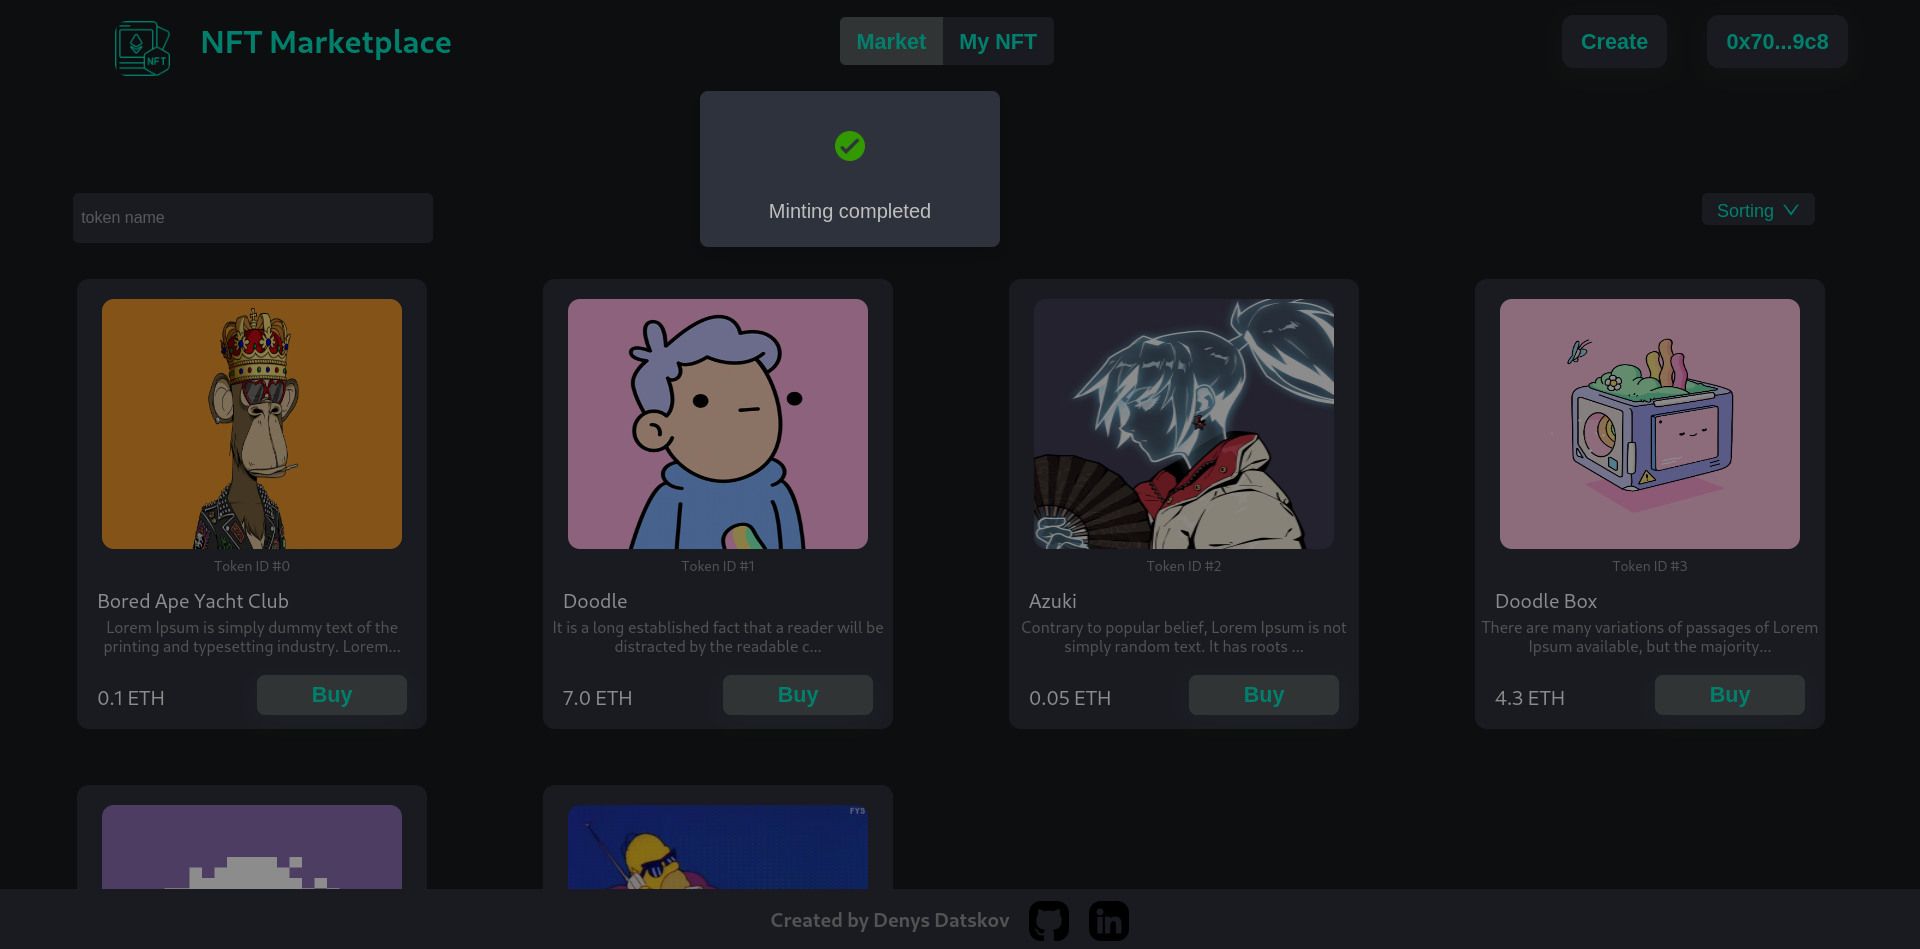 NFT
NFT Marketplace
Market
My NFT
Create
0x70...9c8
Minting completed
token name
Sorting
Token ID #0
Bored Ape Yacht Club
Lorem Ipsum is simply dummy text of the
printing and typesetting industry. Lorem...
0.1 ETH
Buy
Token ID #1
Doodle
It is a long established fact that a reader will be
distracted by the readable c...
7.0 ETH
Buy
Token ID #2
Azuki
Contrary to popular belief, Lorem Ipsum is not
simply random text. It has roots ...
0.05 ETH
Buy
Token ID #3
Doodle Box
There are many variations of passages of Lorem
Ipsum available, but the majority...
4.3 ETH
Buy
FYS
Created by Denys Datskov
in